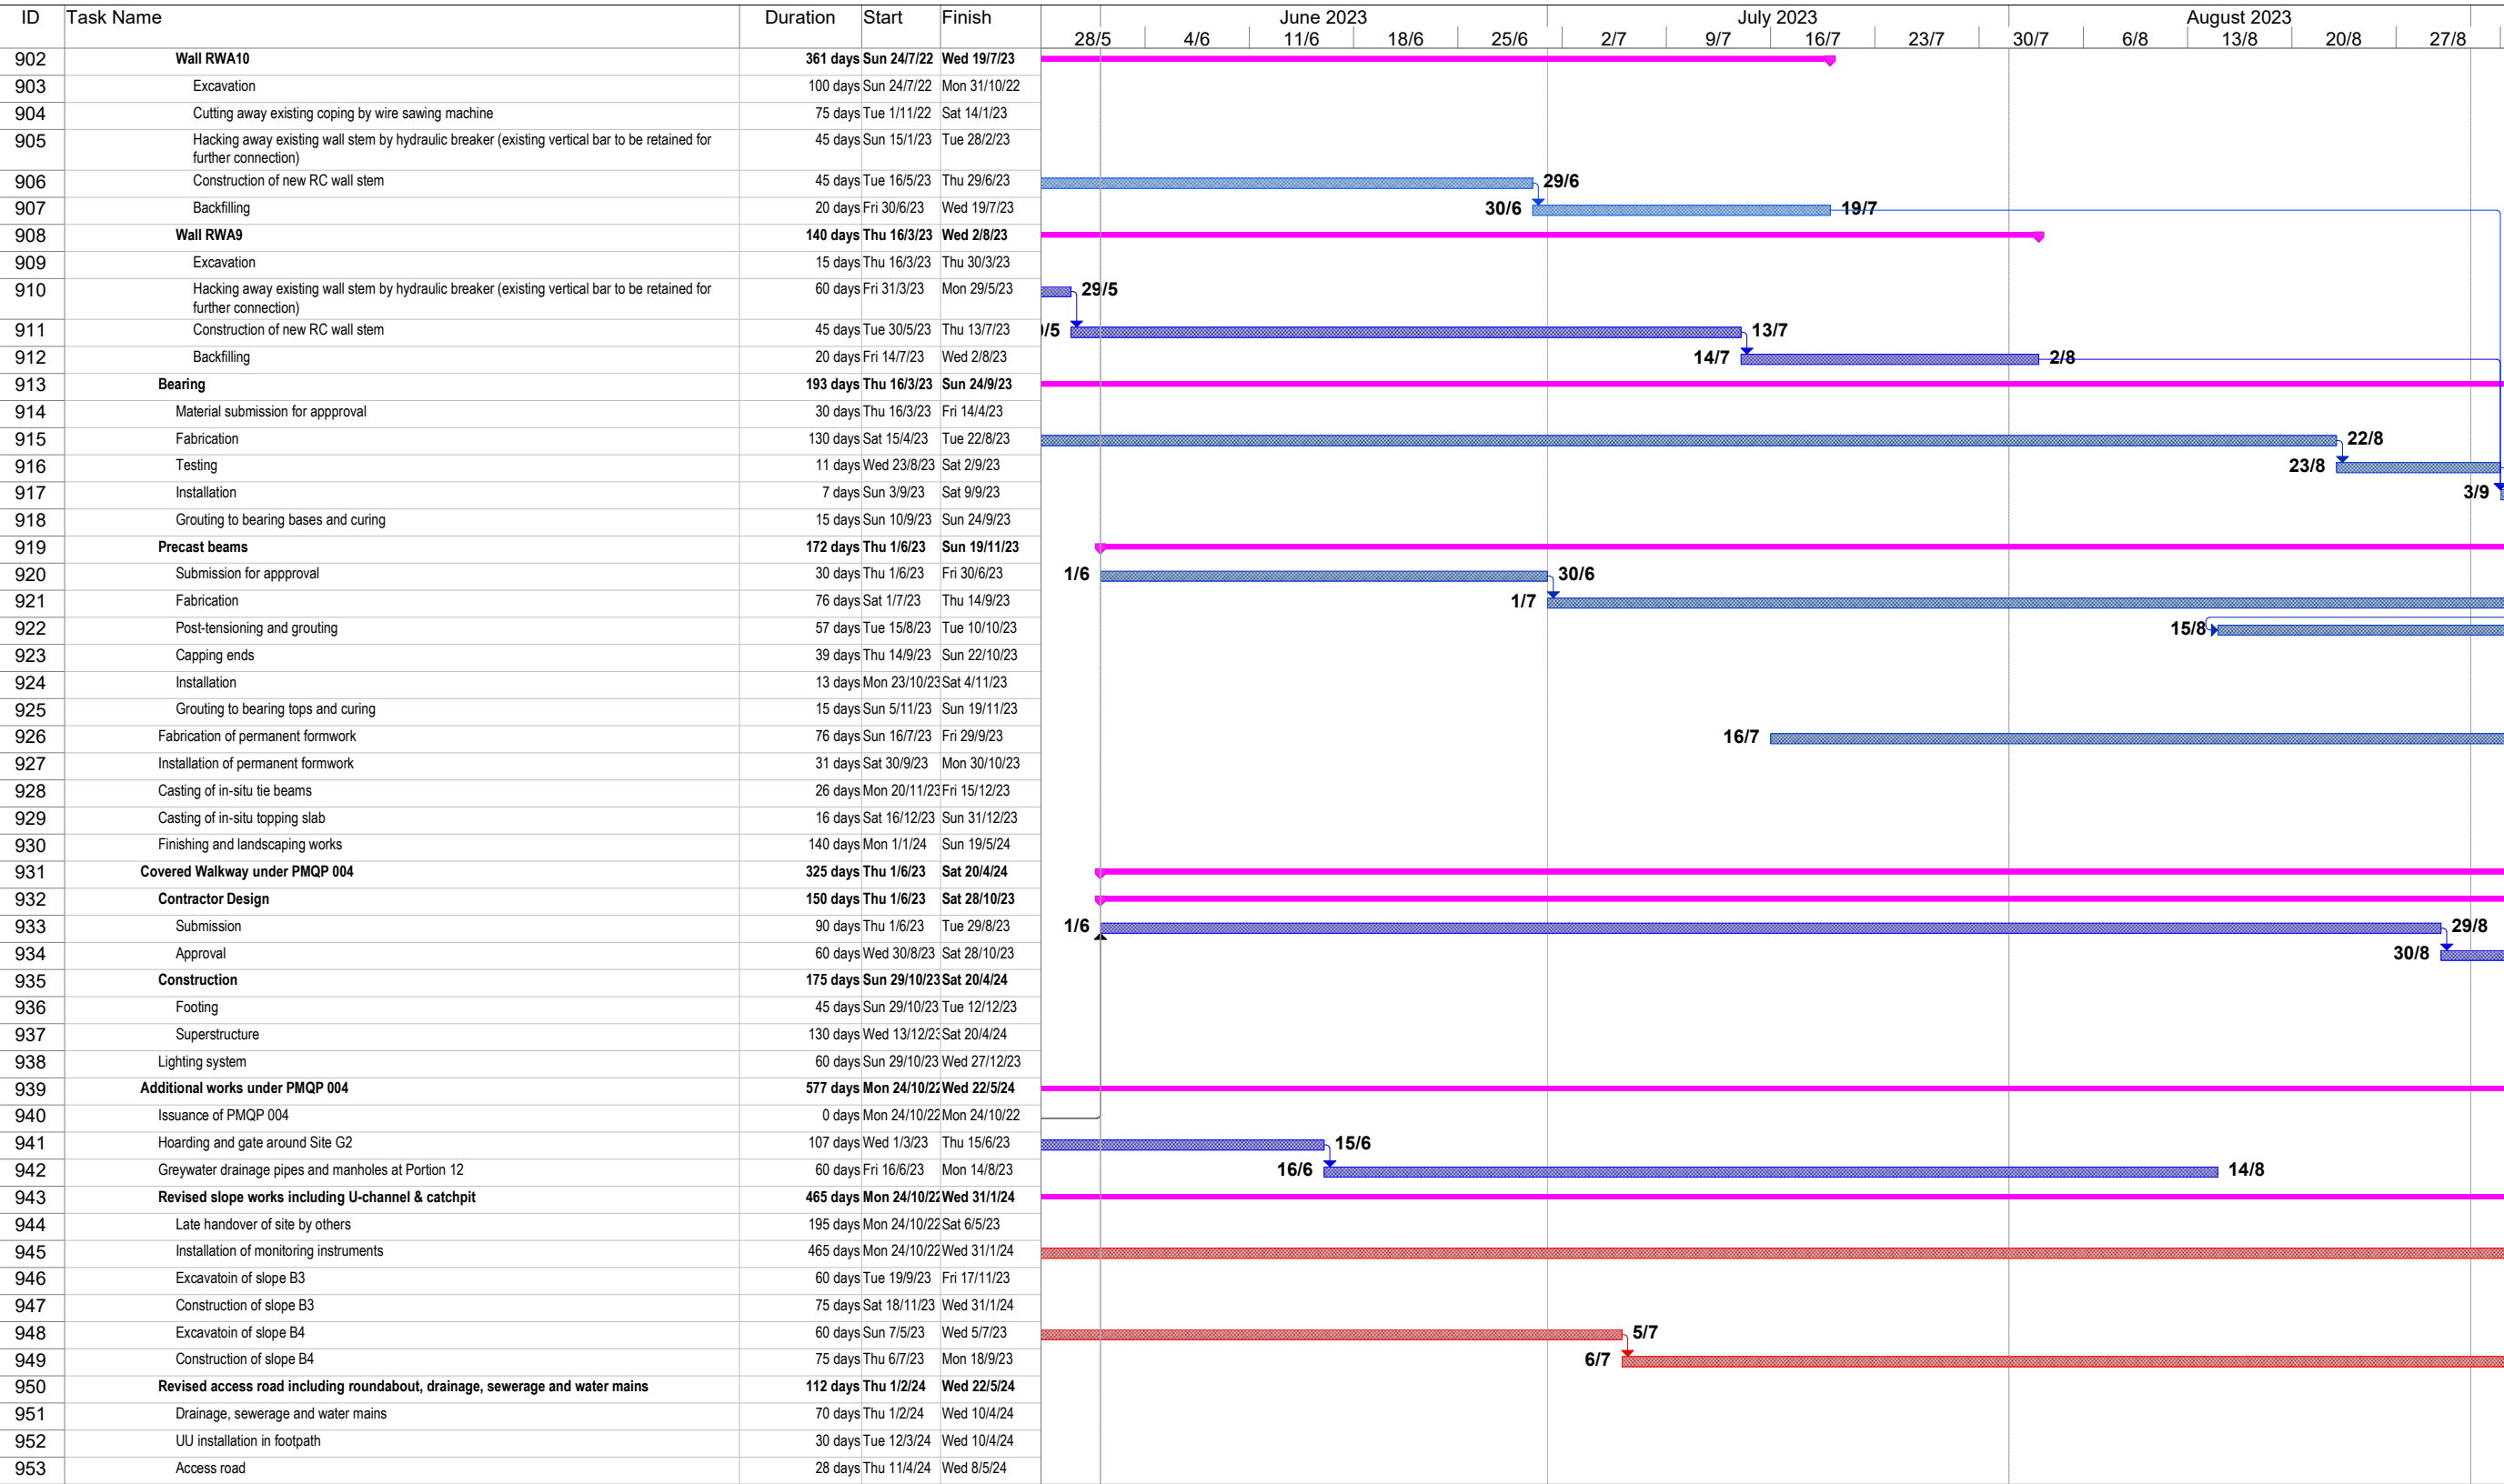 ID Task Name Duration Start Finish June 2023 July 2023 August 2023
28/5 4/6 11/6 18/6 25/6 2/7 9/7 16/7 23/7 30/7 6/8 13/8 20/8 27/8
902 Wall RWA10 361 days Sun 24/7/22 Wed 19/7/23
903 Excavation 100 days Sun 24/7/22 Mon 31/10/22
904 Cutting away existing coping by wire sawing machine 75 days Tue 1/11/22 Sat 14/1/23
905 Hacking away existing wall stem by hydraulic breaker (existing vertical bar to be retained for 45 days Sun 15/1/23 Tue 28/2/23
further connection)
906 Construction of new RC wall stem 45 days Tue 16/5/23 Thu 29/6/23 29/6
907 Backfilling 20 days Fri 30/6/23 Wed 19/7/23 30/6 19/7
908 Wall RWA9 140 days Thu 16/3/23 Wed 2/8/23
909 Excavation 15 days Thu 16/3/23 Thu 30/3/23
910 Hacking away existing wall stem by hydraulic breaker (existing vertical bar to be retained for 60 days Fri 31/3/23 Mon 29/5/23 29/5
further connection)
911 Construction of new RC wall stem 45 days Tue 30/5/23 Thu 13/7/23 /5 13/7
912 Backfilling 20 days Fri 14/7/23 Wed 2/8/23 14/7 2/8
913 Bearing 193 days Thu 16/3/23 Sun 24/9/23
914 Material submission for appproval 30 days Thu 16/3/23 Fri 14/4/23
915 Fabrication 130 days Sat 15/4/23 Tue 22/8/23 22/8
916 Testing 11 days Wed 23/8/23 Sat 2/9/23 23/8
917 Installation 7 days Sun 3/9/23 Sat 9/9/23 3/9
918 Grouting to bearing bases and curing 15 days Sun 10/9/23 Sun 24/9/23
919 Precast beams 172 days Thu 1/6/23 Sun 19/11/23
920 Submission for appproval 30 days Thu 1/6/23 Fri 30/6/23 1/6 30/6
921 Fabrication 76 days Sat 1/7/23 Thu 14/9/23 1/7
922 Post-tensioning and grouting 57 days Tue 15/8/23 Tue 10/10/23 15/8
923 Capping ends 39 days Thu 14/9/23 Sun 22/10/23
924 Installation 13 days Mon 23/10/23 Sat 4/11/23
925 Grouting to bearing tops and curing 15 days Sun 5/11/23 Sun 19/11/23
926 Fabrication of permanent formwork 76 days Sun 16/7/23 Fri 29/9/23 16/7
927 Installation of permanent formwork 31 days Sat 30/9/23 Mon 30/10/23
928 Casting of in-situ tie beams 26 days Mon 20/11/23 Fri 15/12/23
929 Casting of in-situ topping slab 16 days Sat 16/12/23 Sun 31/12/23
930 Finishing and landscaping works 140 days Mon 1/1/24 Sun 19/5/24
931 Covered Walkway under PMQP 004 325 days Thu 1/6/23 Sat 20/4/24
932 Contractor Design 150 days Thu 1/6/23 Sat 28/10/23
933 Submission 90 days Thu 1/6/23 Tue 29/8/23 1/6 29/8
934 Approval 60 days Wed 30/8/23 Sat 28/10/23 30/8
935 Construction 175 days Sun 29/10/23 Sat 20/4/24
936 Footing 45 days Sun 29/10/23 Tue 12/12/23
937 Superstructure 130 days Wed 13/12/23 Sat 20/4/24
938 Lighting system 60 days Sun 29/10/23 Wed 27/12/23
939 Additional works under PMQP 004 577 days Mon 24/10/22 Wed 22/5/24
940 Issuance of PMQP 004 0 days Mon 24/10/22 Mon 24/10/22
941 Hoarding and gate around Site G2 107 days Wed 1/3/23 Thu 15/6/23 15/6
942 Greywater drainage pipes and manholes at Portion 12 60 days Fri 16/6/23 Mon 14/8/23 16/6 14/8
943 Revised slope works including U-channel & catchpit 465 days Mon 24/10/22 Wed 31/1/24
944 Late handover of site by others 195 days Mon 24/10/22 Sat 6/5/23
945 Installation of monitoring instruments 465 days Mon 24/10/22 Wed 31/1/24
946 Excavatoin of slope B3 60 days Tue 19/9/23 Fri 17/11/23
947 Construction of slope B3 75 days Sat 18/11/23 Wed 31/1/24
948 Excavatoin of slope B4 60 days Sun 7/5/23 Wed 5/7/23 5/7
949 Construction of slope B4 75 days Thu 6/7/23 Mon 18/9/23 6/7
950 Revised access road including roundabout, drainage, sewerage and water mains 112 days Thu 1/2/24 Wed 22/5/24
951 Drainage, sewerage and water mains 70 days Thu 1/2/24 Wed 10/4/24
952 UU installation in footpath 30 days Tue 12/3/24 Wed 10/4/24
953 Access road 28 days Thu 11/4/24 Wed 8/5/24